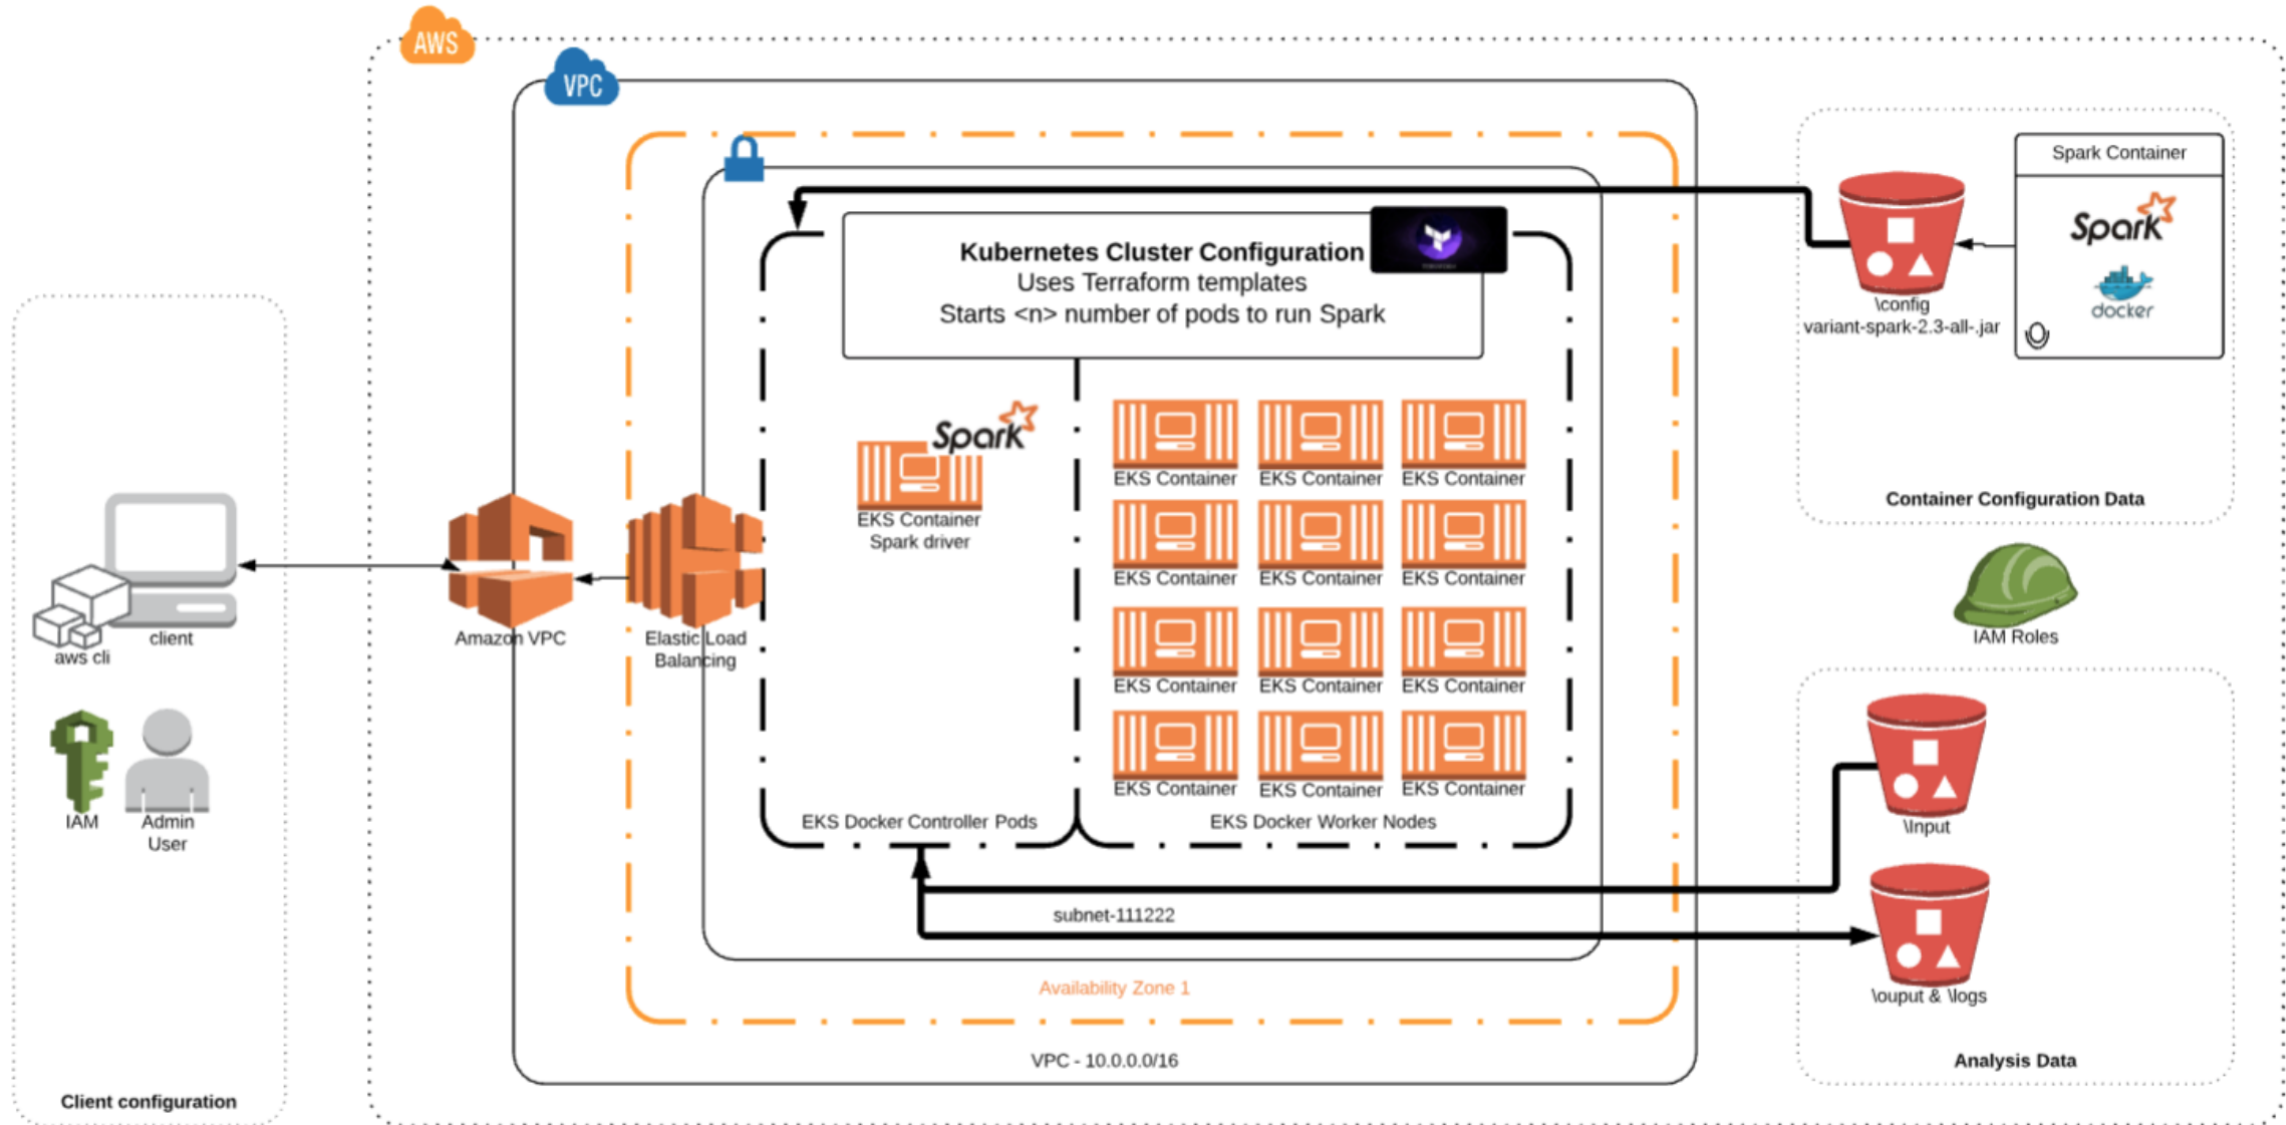 AWS
VPC
Spark Container
Spark
docker
\config
variant-spark-2.3-all-.jar
Container Configuration Data
Kubernetes Cluster Configuration
Uses Terraform templates
Starts <n> number of pods to run Spark
Spark
EKS Container
Spark driver
EKS Container EKS Container EKS Container
EKS Container EKS Container EKS Container
EKS Container EKS Container EKS Container
EKS Container EKS Container EKS Container
EKS Docker Controller Pods
EKS Docker Worker Nodes
client
aws cli
IAM
Admin
User
Client configuration
Amazon VPC
Elastic Load
Balancing
IAM Roles
\Input
\ouput & \logs
Analysis Data
subnet-111222
Availability Zone 1
VPC - 10.0.0.0/16